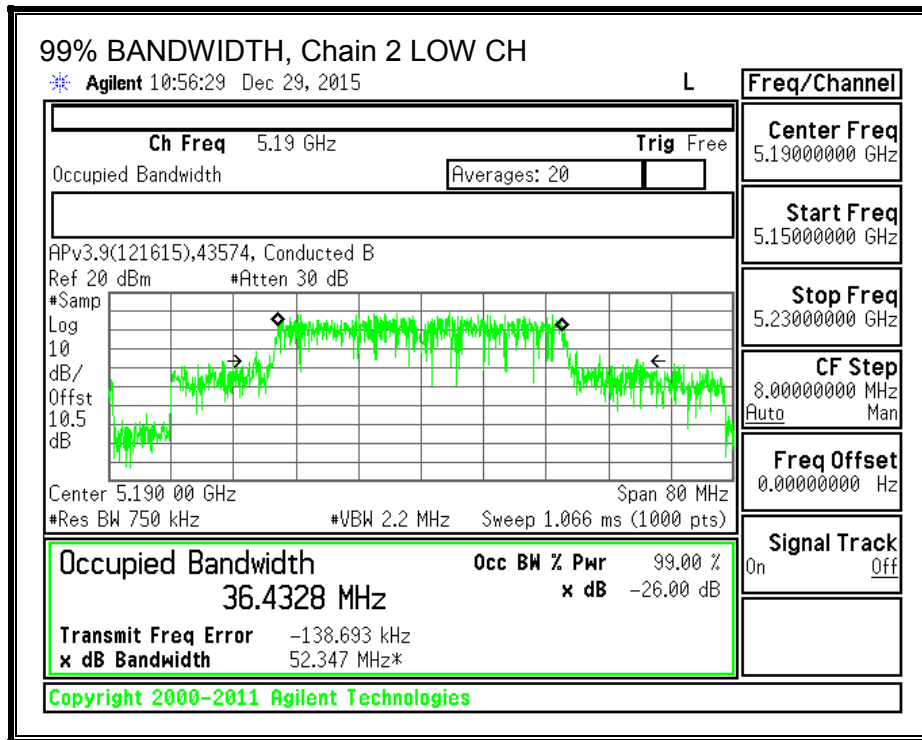 99% BANDWIDTH, Chain 2 LOW CH
Agilent 10:56:29 Dec 29, 2015 L
Freq/Channel
Ch Freq 5.19 GHz Trig Free
Occupied Bandwidth Averages: 20
APv3.9(121615),43574, Conducted B
Ref 20 dBm #Atten 30 dB
#Samp
Log
10
dB/
Offst
10.5
dB
Center 5.190 00 GHz Span 80 MHz
#Res BW 750 kHz #VBW 2.2 MHz Sweep 1.066 ms (1000 pts)
Occupied Bandwidth
36.4328 MHz
Occ BW % Pwr 99.00 %
x dB -26.00 dB
Transmit Freq Error -138.693 kHz
x dB Bandwidth 52.347 MHz*
Copyright 2000-2011 Agilent Technologies
Center Freq
5.19000000 GHz
Start Freq
5.15000000 GHz
Stop Freq
5.23000000 GHz
CF Step
8.00000000 MHz
Auto Man
Freq Offset
0.00000000 Hz
Signal Track
On Off